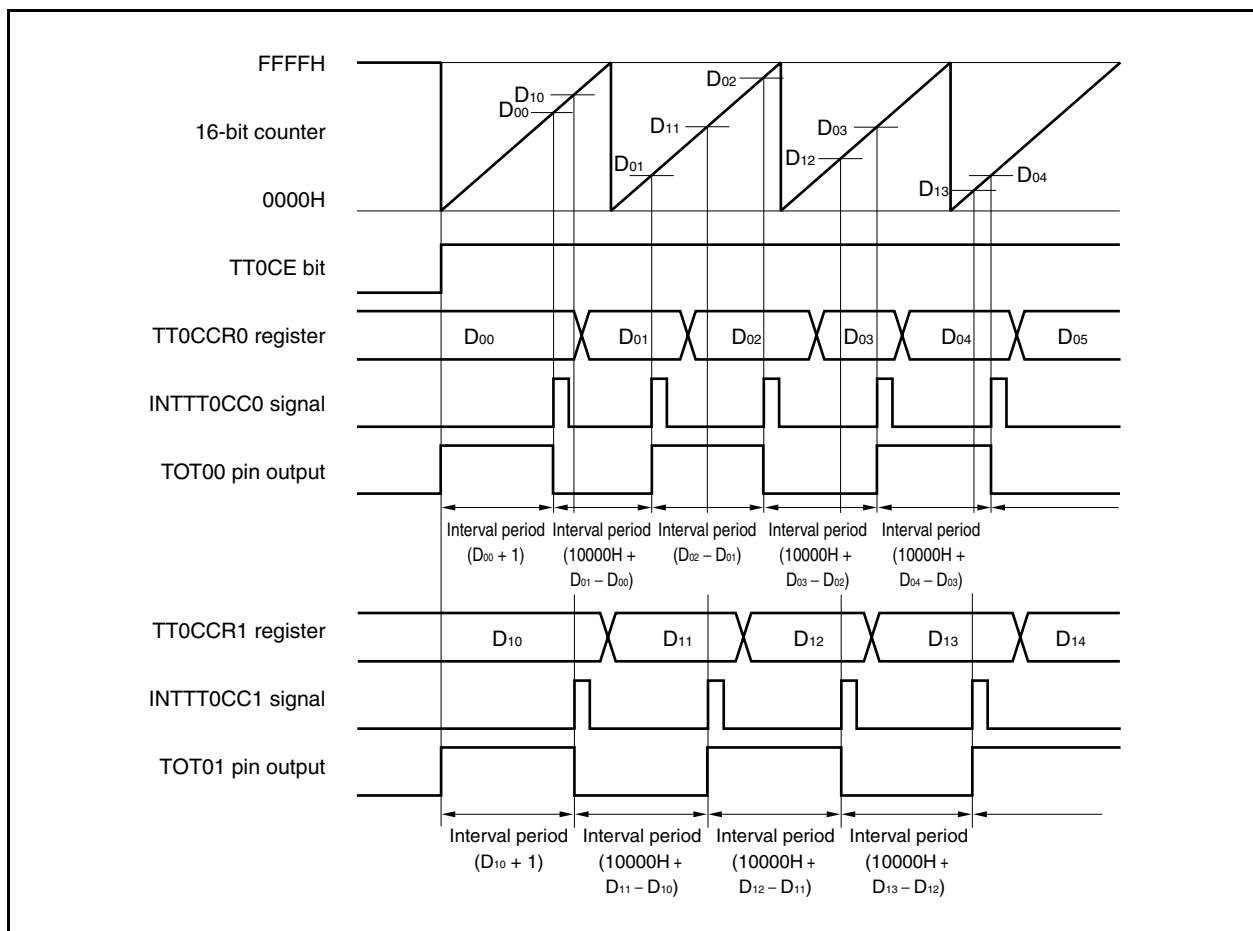 FFFFH
D10
D00
D02
16-bit counter
D11
D03
D01
D12
D13
D04
0000H
TT0CE bit
TT0CCR0 register
D00
D01
D02
D03
D04
D05
INTTT0CC0 signal
TOT00 pin output
Interval period
(D00 + 1)
Interval period
(10000H +
D01 – D00)
Interval period
(D02 – D01)
Interval period
(10000H +
D03 – D02)
Interval period
(10000H +
D04 – D03)
TT0CCR1 register
D10
D11
D12
D13
D14
INTTT0CC1 signal
TOT01 pin output
Interval period
(D10 + 1)
Interval period
(10000H +
D11 – D10)
Interval period
(10000H +
D12 – D11)
Interval period
(10000H +
D13 – D12)